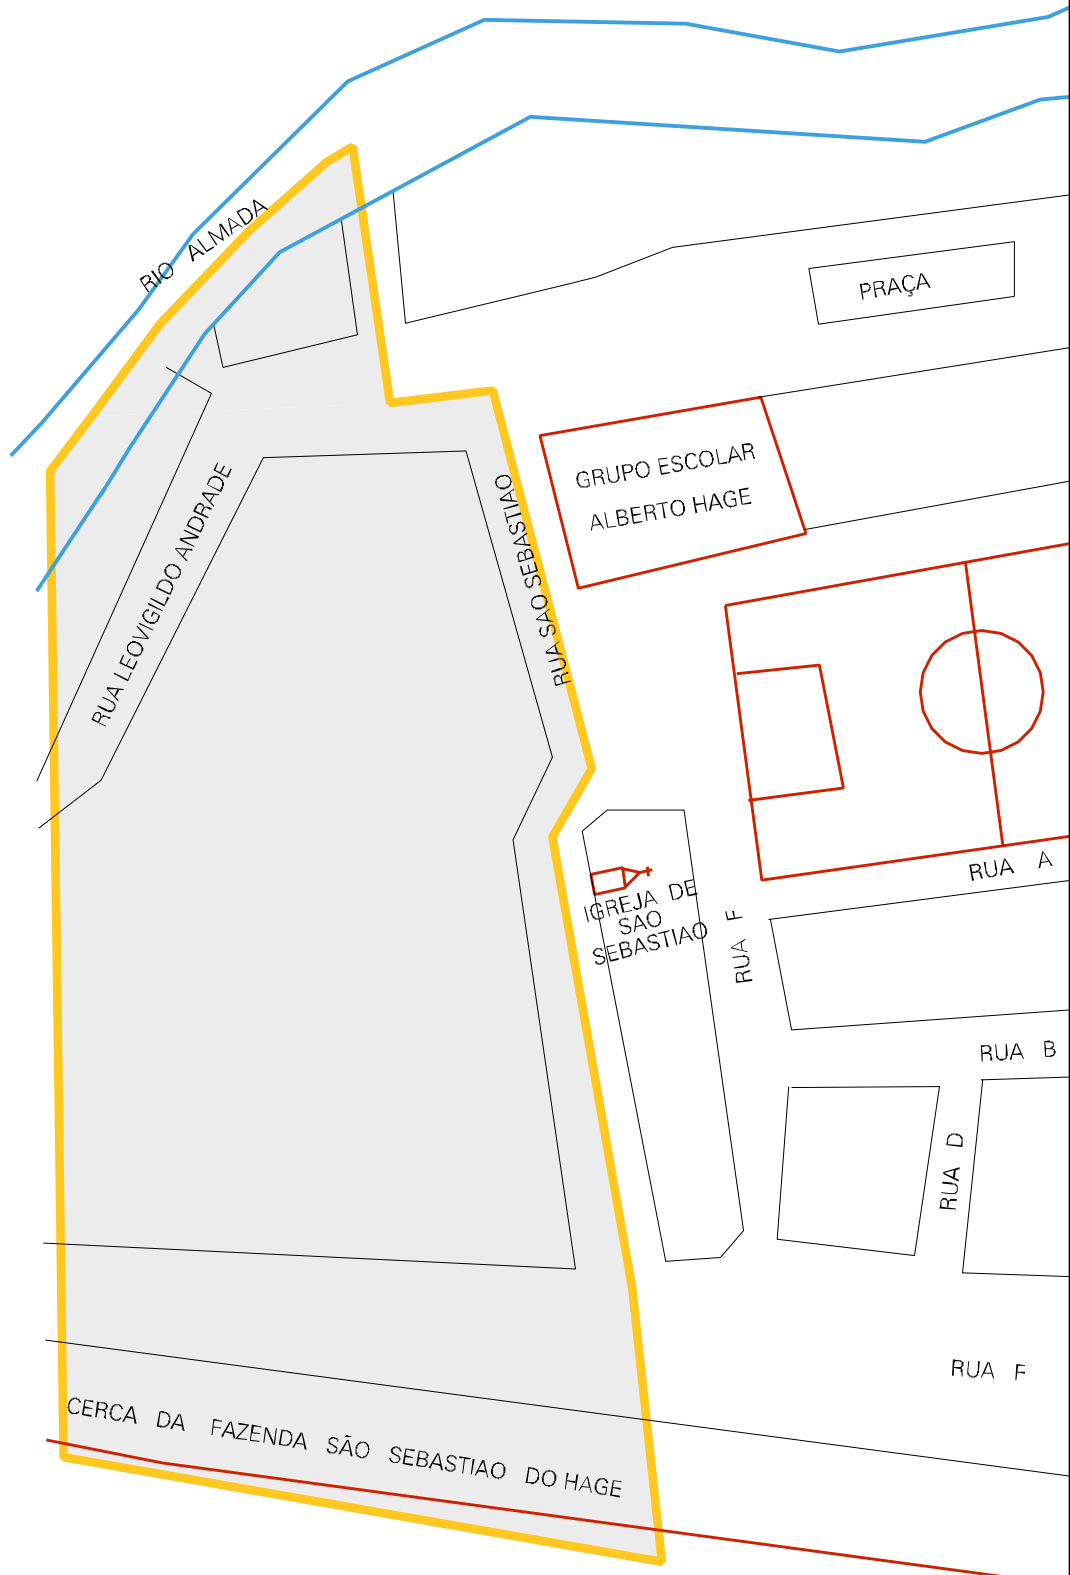 RIO ALMADA
PRAÇA
GRUPO ESCOLAR
ALBERTO HAGE
RUA LEOVIGILDO ANDRADE
RUA SAO SEBASTIAO
RUA A
IGREJA DE
SAO
SEBASTIAO
RUA F
RUA B
RUA D
RUA F
CERCA DA FAZENDA SÃO SEBASTIAO DO HAGE